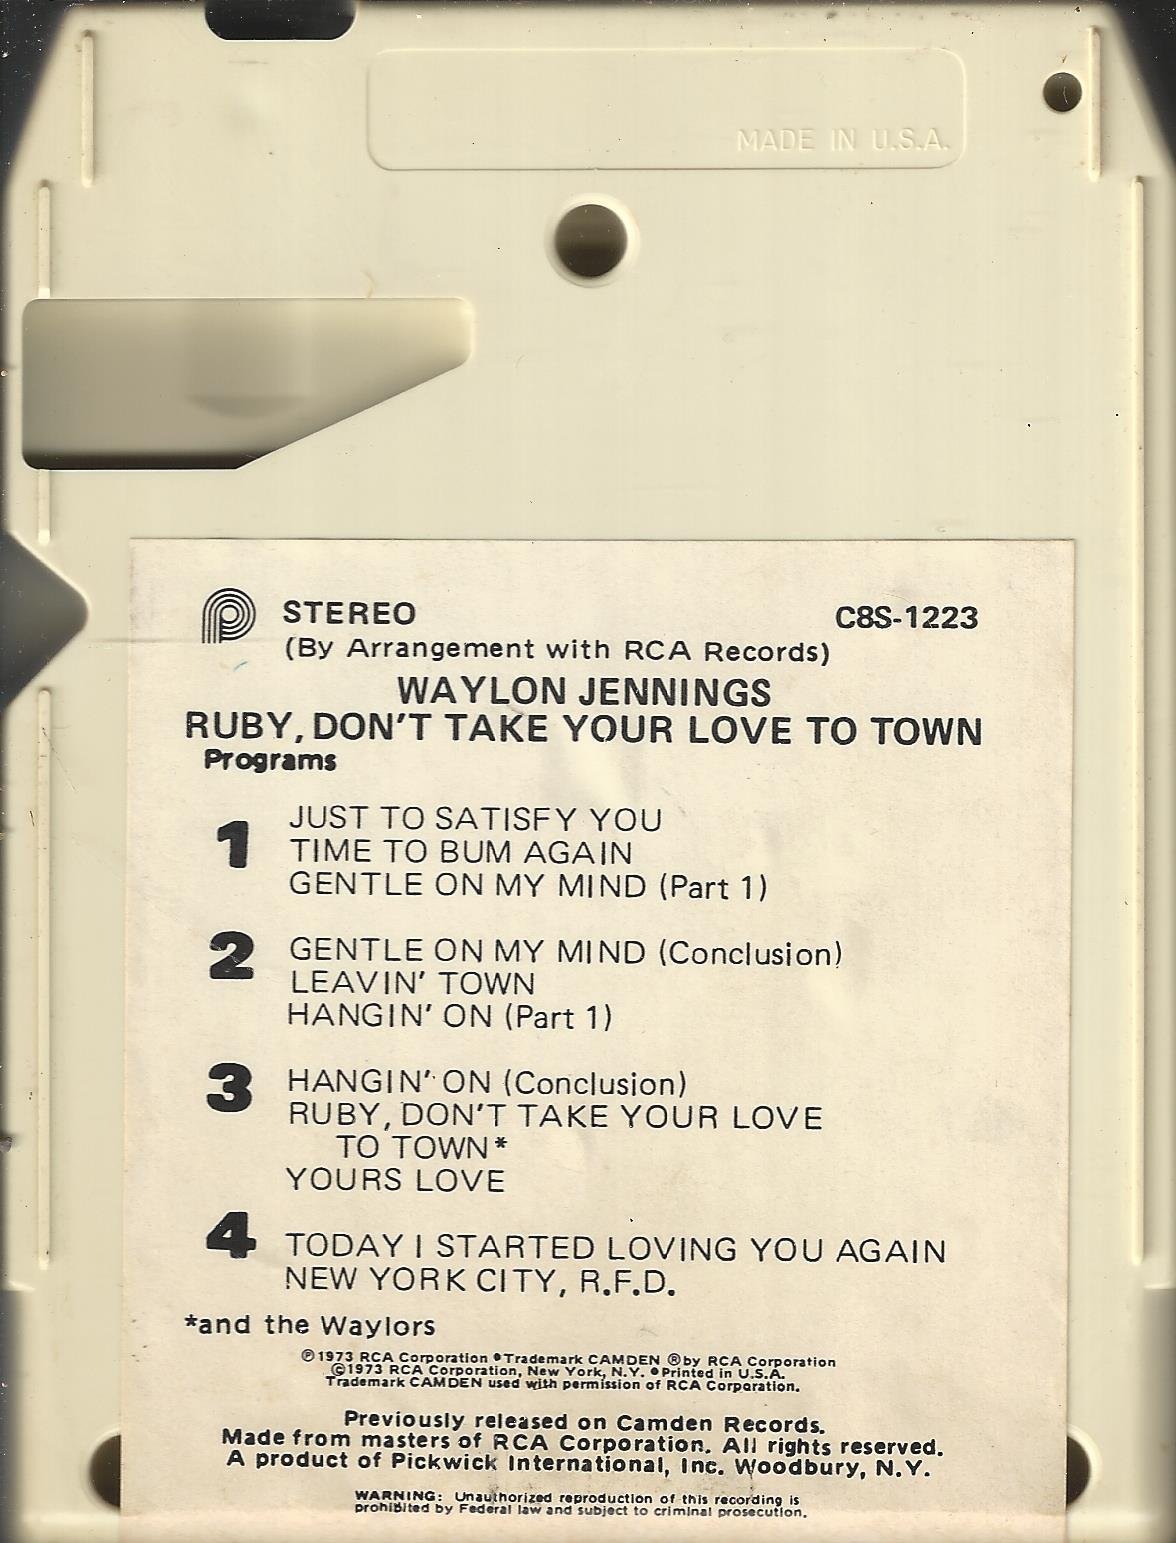 MADE IN U.S.A.
STEREO C8S-1223
(By Arrangement with RCA Records)
WAYLON JENNINGS
RUBY, DON'T TAKE YOUR LOVE TO TOWN
Programs
1 JUST TO SATISFY YOU
TIME TO BUM AGAIN
GENTLE ON MY MIND (Part 1)
2 GENTLE ON MY MIND (Conclusion)
LEAVIN' TOWN
HANGIN' ON (Part 1)
3 HANGIN' ON (Conclusion)
RUBY, DON'T TAKE YOUR LOVE
TO TOWN*
YOURS LOVE
4 TODAY I STARTED LOVING YOU AGAIN
NEW YORK CITY, R.F.D.
*and the Waylors
℗1973 RCA Corporation •Trademark CAMDEN ®by RCA Corporation
©1973 RCA Corporation, New York, N.Y. •Printed in U.S.A.
Trademark CAMDEN used with permission of RCA Corporation.
Previously released on Camden Records.
Made from masters of RCA Corporation. All rights reserved.
A product of Pickwick International, Inc. Woodbury, N.Y.
WARNING: Unauthorized reproduction of this recording is
prohibited by Federal law and subject to criminal prosecution.